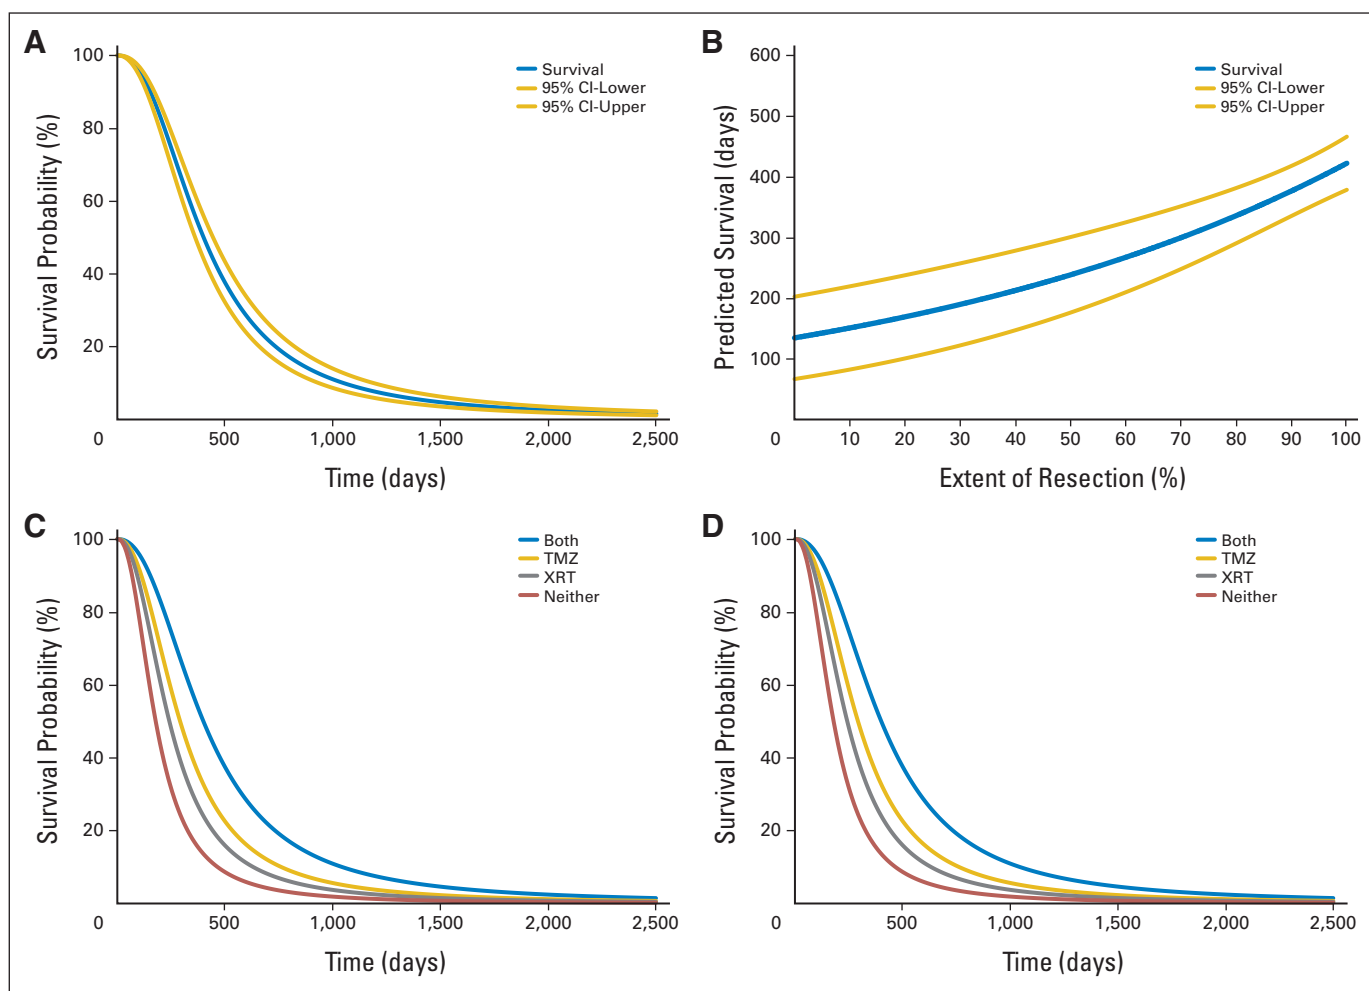 A
Survival Probability (%)
100
80
60
40
20
0
500
1,000
1,500
2,000
2,500
Time (days)
Survival
95% CI-Lower
95% CI-Upper
B
Predicted Survival (days)
600
500
400
300
200
100
0
10
20
30
40
50
60
70
80
90
100
Extent of Resection (%)
Survival
95% CI-Lower
95% CI-Upper
C
Survival Probability (%)
100
80
60
40
20
0
500
1,000
1,500
2,000
2,500
Time (days)
Both
TMZ
XRT
Neither
D
Survival Probability (%)
100
80
60
40
20
0
500
1,000
1,500
2,000
2,500
Time (days)
Both
TMZ
XRT
Neither